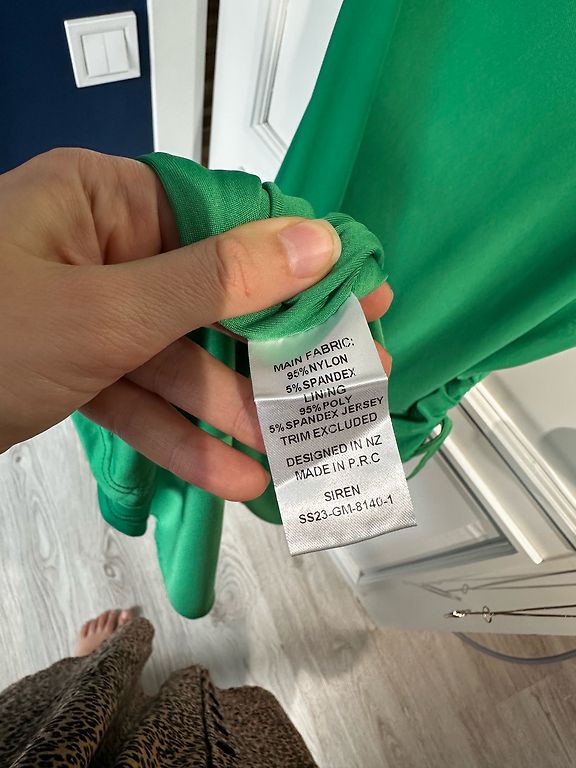 MAIN FABRIC:
95%NYLON
5%SPANDEX
LINING
95%POLY
5%SPANDEX JERSEY
TRIM EXCLUDED
DESIGNED IN NZ
MADE IN P.R.C
SIREN
SS23-GM-8140-1